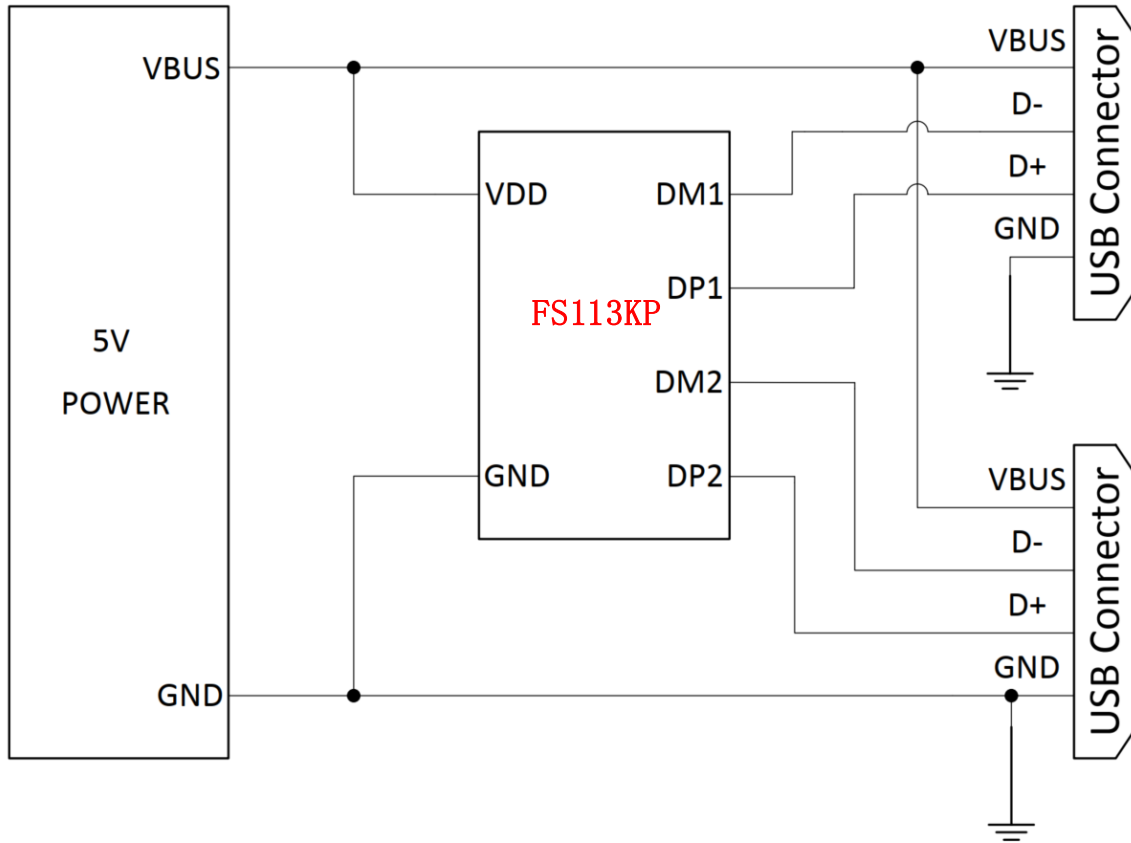 VBUS
5V
POWER
GND
VDD
GND
FS113KP
DM1
DP1
DM2
DP2
VBUS
D-
D+
GND
USB Connector
VBUS
D-
D+
GND
USB Connector